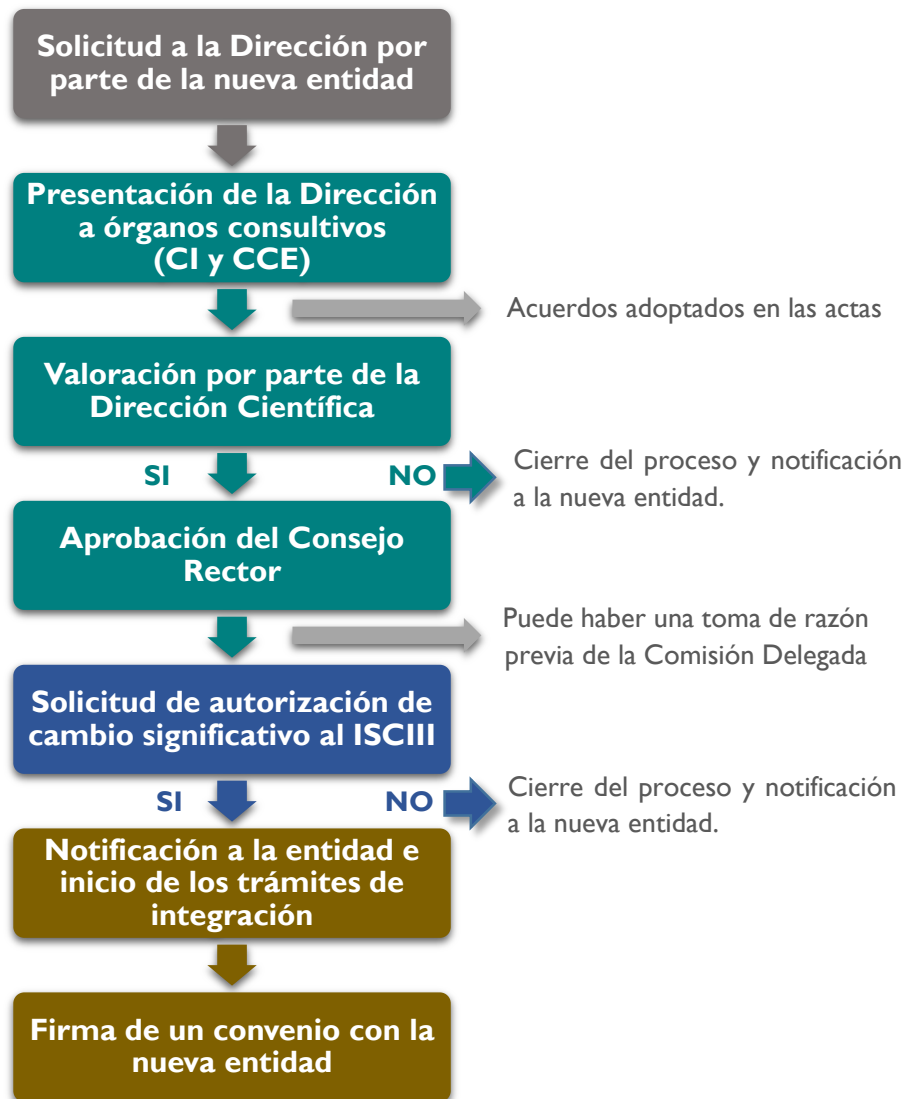 Solicitud a la Dirección por
parte de la nueva entidad
Presentación de la Dirección
a órganos consultivos
(CI y CCE)
Acuerdos adoptados en las actas
Valoración por parte de la
Dirección Científica
SI
NO
Cierre del proceso y notificación
a la nueva entidad.
Aprobación del Consejo
Rector
Puede haber una toma de razón
previa de la Comisión Delegada
Solicitud de autorización de
cambio significativo al ISCIII
SI
NO
Cierre del proceso y notificación
a la nueva entidad.
Notificación a la entidad e
inicio de los trámites de
integración
Firma de un convenio con la
nueva entidad